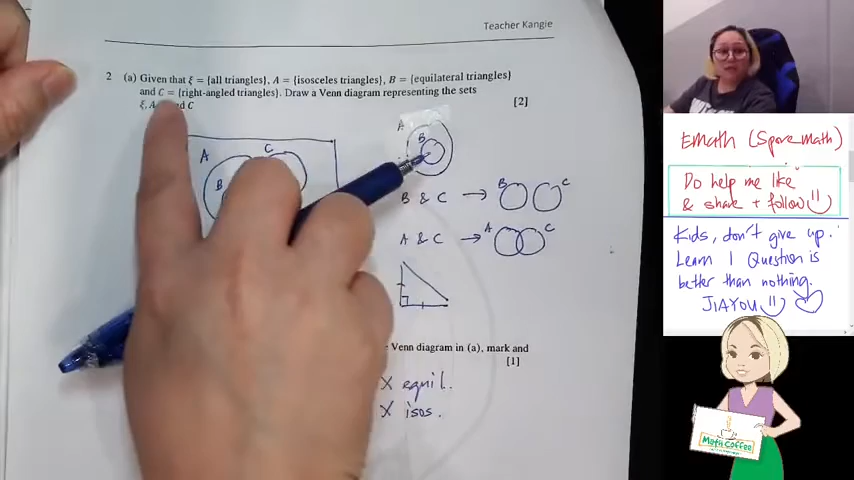 Teacher Kangie
2 (a) Given that ξ = {all triangles}, A = {isosceles triangles}, B = {equilateral triangles}
and C = {right-angled triangles}. Draw a Venn diagram representing the sets
ξ, A and C
[2]
A
B
C
A
B
B & C → B C
A & C → A C
e Venn diagram in (a), mark and
[1]
X equil.
X isos.
EMath (Spore Math)
Do help me like
& share + follow
Kids, don't give up.
Learn 1 Question is
better than nothing.
JIAYOU
Math Coffee